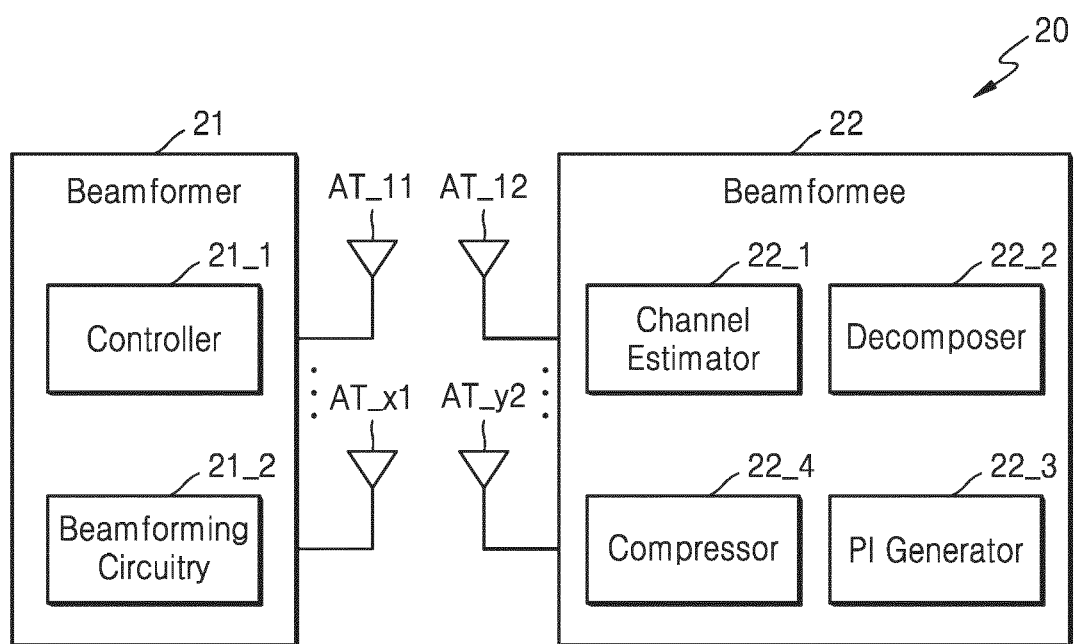 20
21
22
Beamformer
AT_11
AT_12
Beamformee
21_1
22_1
22_2
Controller
Channel
Estimator
Decomposer
AT_x1
AT_y2
21_2
22_4
22_3
Beamforming
Circuitry
Compressor
PI Generator